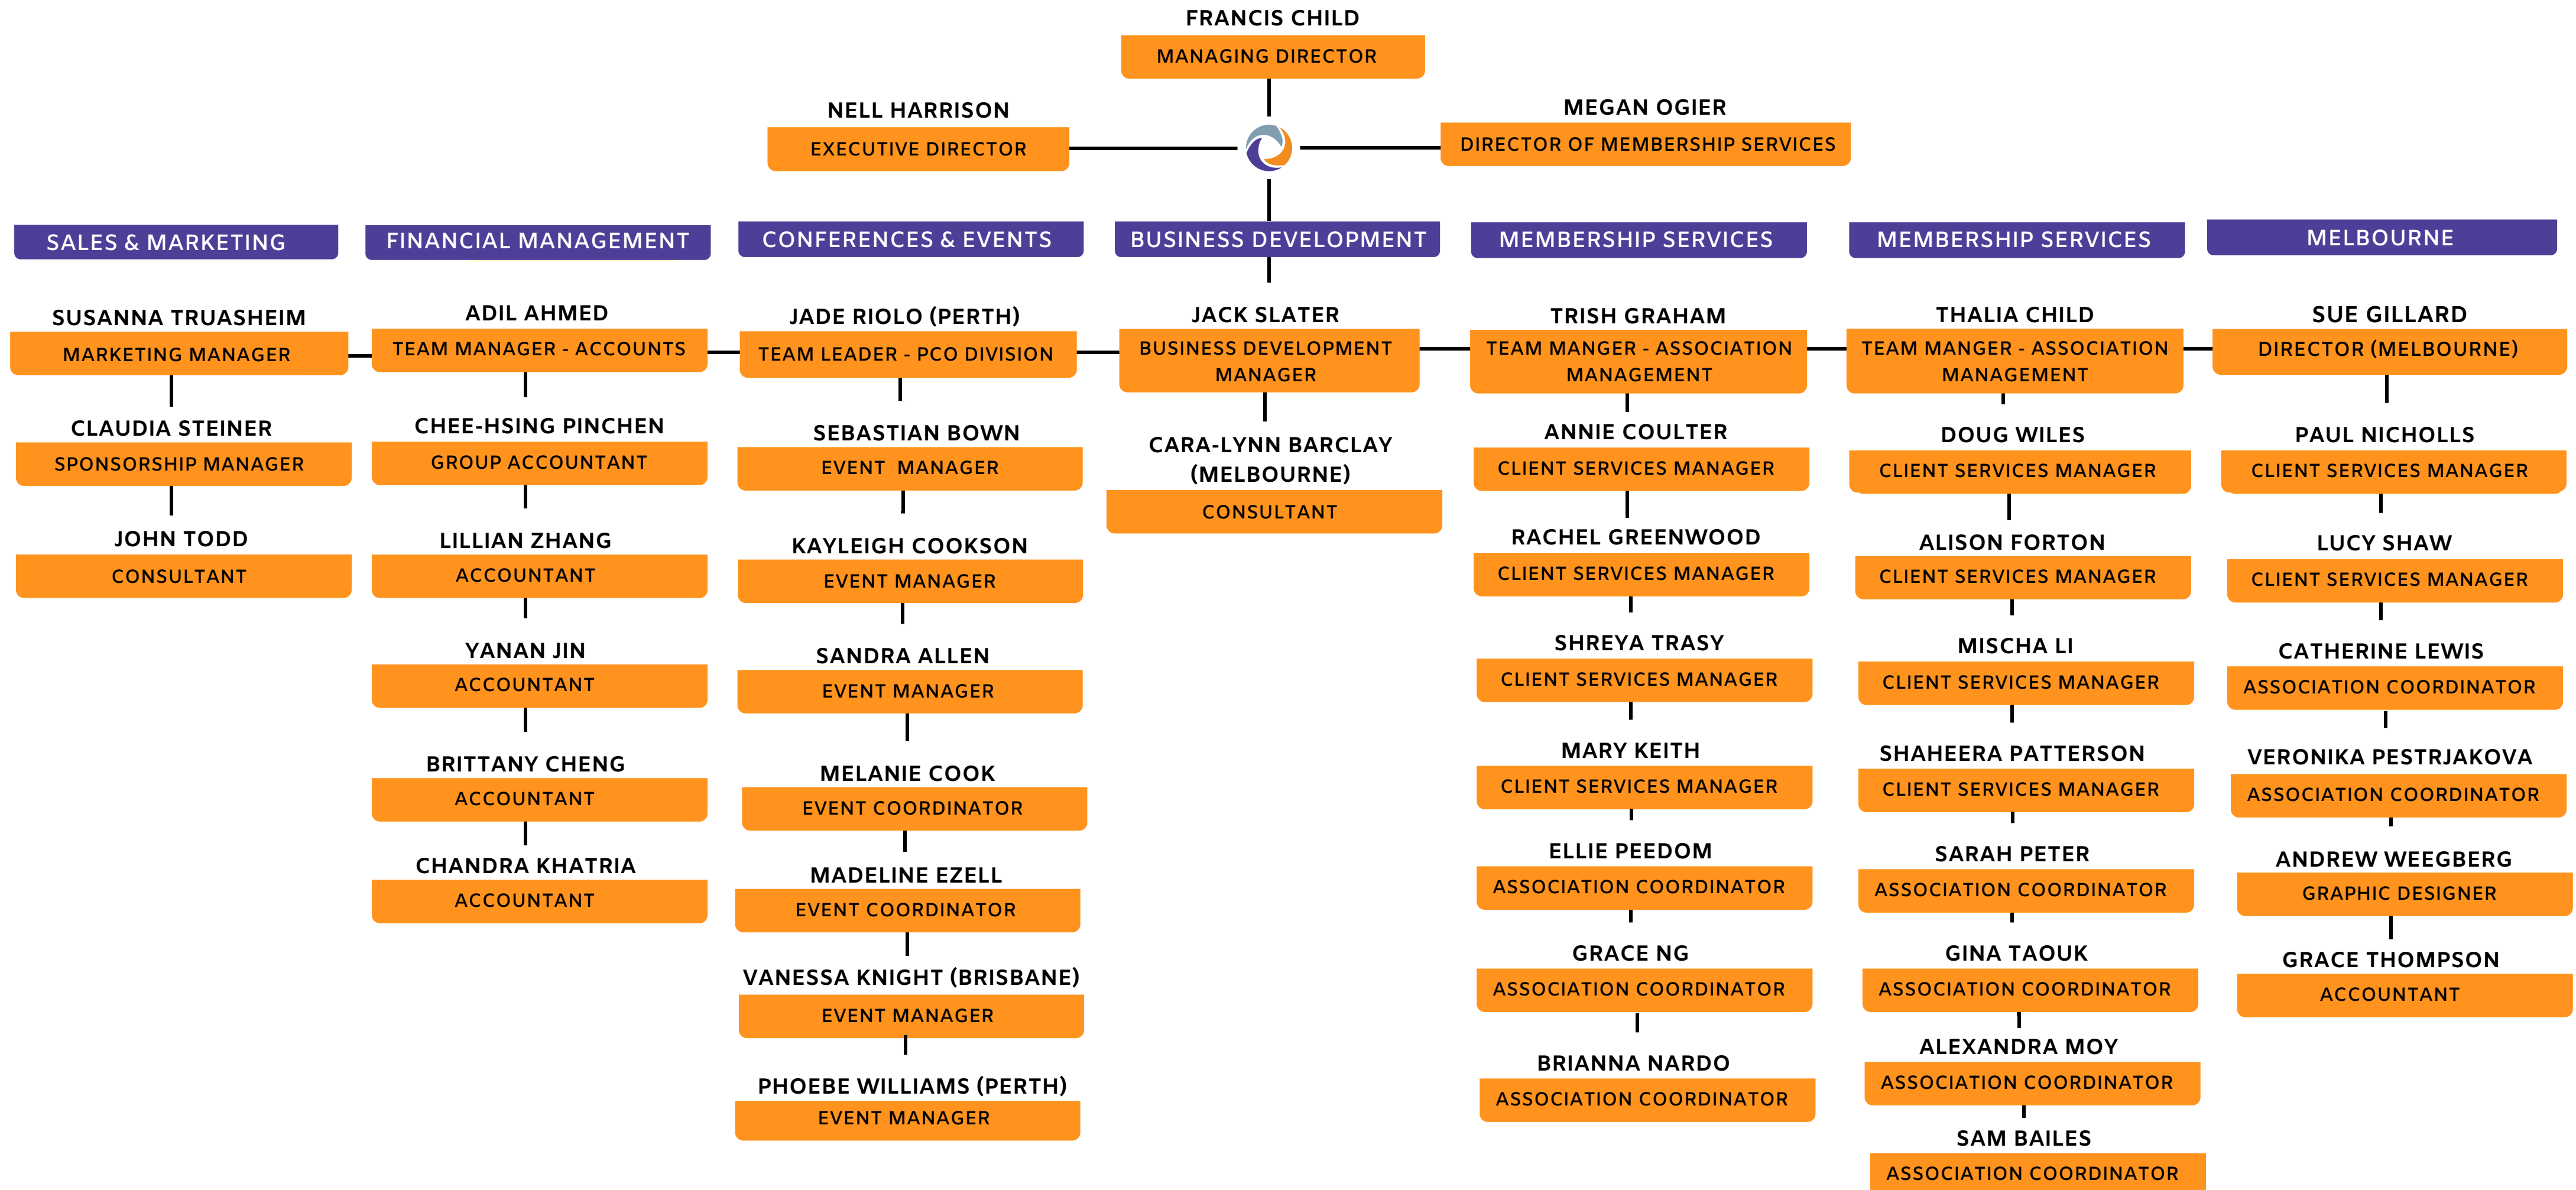 FRANCIS CHILD
MANAGING DIRECTOR
NELL HARRISON
EXECUTIVE DIRECTOR
MEGAN OGIER
DIRECTOR OF MEMBERSHIP SERVICES
SALES & MARKETING
SUSANNA TRUASHEIM
MARKETING MANAGER
CLAUDIA STEINER
SPONSORSHIP MANAGER
JOHN TODD
CONSULTANT
FINANCIAL MANAGEMENT
ADIL AHMED
TEAM MANAGER - ACCOUNTS
CHEE-HSING PINCHEN
GROUP ACCOUNTANT
LILLIAN ZHANG
ACCOUNTANT
YANAN JIN
ACCOUNTANT
BRITTANY CHENG
ACCOUNTANT
CHANDRA KHATRIA
ACCOUNTANT
CONFERENCES & EVENTS
JADE RIOLO (PERTH)
TEAM LEADER - PCO DIVISION
SEBASTIAN BOWN
EVENT MANAGER
KAYLEIGH COOKSON
EVENT MANAGER
SANDRA ALLEN
EVENT MANAGER
MELANIE COOK
EVENT COORDINATOR
MADELINE EZELL
EVENT COORDINATOR
VANESSA KNIGHT (BRISBANE)
EVENT MANAGER
PHOEBE WILLIAMS (PERTH)
EVENT MANAGER
BUSINESS DEVELOPMENT
JACK SLATER
BUSINESS DEVELOPMENT
MANAGER
CARA-LYNN BARCLAY
(MELBOURNE)
CONSULTANT
MEMBERSHIP SERVICES
TRISH GRAHAM
TEAM MANGER - ASSOCIATION
MANAGEMENT
ANNIE COULTER
CLIENT SERVICES MANAGER
RACHEL GREENWOOD
CLIENT SERVICES MANAGER
SHREYA TRASY
CLIENT SERVICES MANAGER
MARY KEITH
CLIENT SERVICES MANAGER
ELLIE PEEDOM
ASSOCIATION COORDINATOR
GRACE NG
ASSOCIATION COORDINATOR
BRIANNA NARDO
ASSOCIATION COORDINATOR
MEMBERSHIP SERVICES
THALIA CHILD
TEAM MANGER - ASSOCIATION
MANAGEMENT
DOUG WILES
CLIENT SERVICES MANAGER
ALISON FORTON
CLIENT SERVICES MANAGER
MISCHA LI
CLIENT SERVICES MANAGER
SHAHEERA PATTERSON
CLIENT SERVICES MANAGER
SARAH PETER
ASSOCIATION COORDINATOR
GINA TAOUK
ASSOCIATION COORDINATOR
ALEXANDRA MOY
ASSOCIATION COORDINATOR
SAM BAILES
ASSOCIATION COORDINATOR
MELBOURNE
SUE GILLARD
DIRECTOR (MELBOURNE)
PAUL NICHOLLS
CLIENT SERVICES MANAGER
LUCY SHAW
CLIENT SERVICES MANAGER
CATHERINE LEWIS
ASSOCIATION COORDINATOR
VERONIKA PESTRJAKOVA
ASSOCIATION COORDINATOR
ANDREW WEEGBERG
GRAPHIC DESIGNER
GRACE THOMPSON
ACCOUNTANT